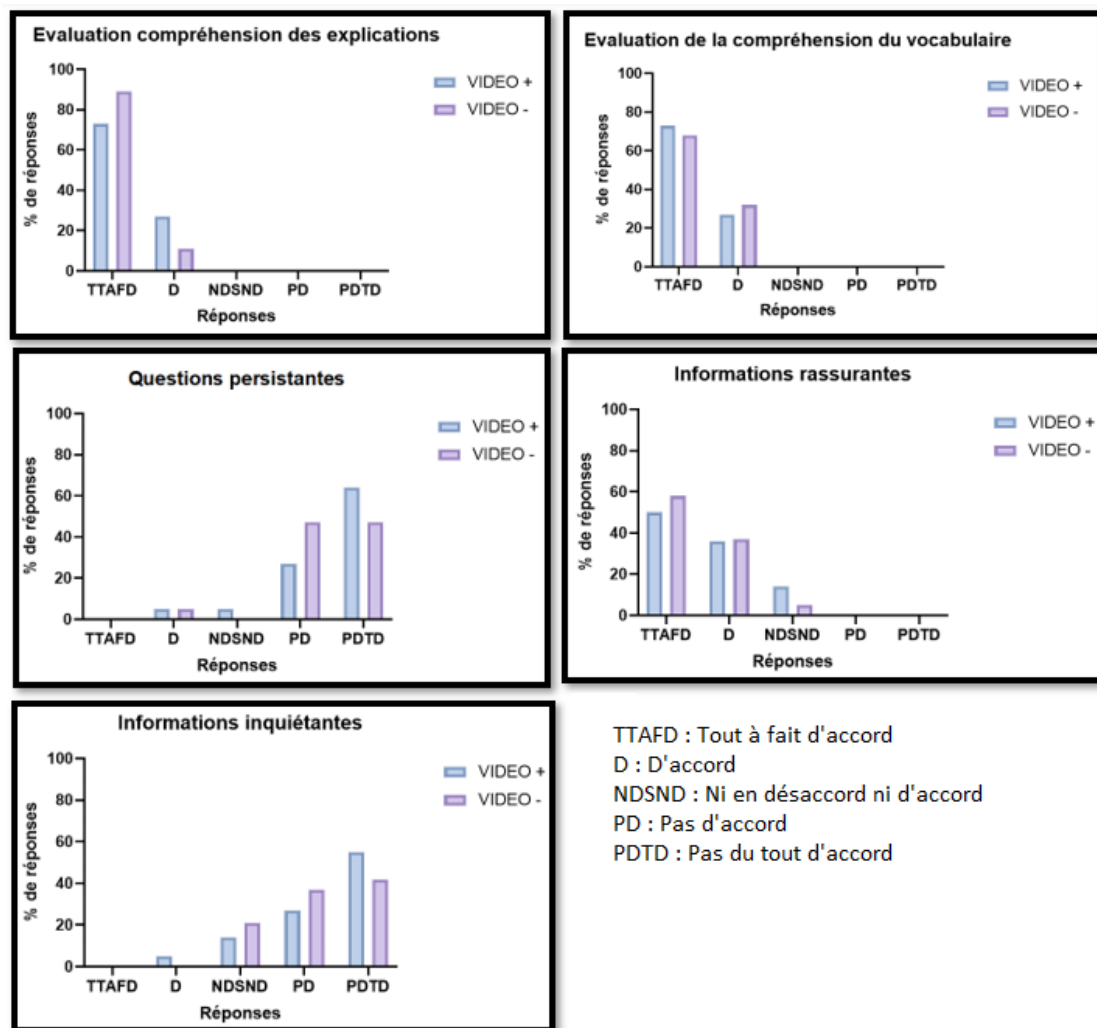 Evaluation compréhension des explications
VIDEO +
VIDEO -
% de réponses
100
80
60
40
20
0
TTAFD D NDSND PD PDTD
Réponses
Evaluation de la compréhension du vocabulaire
VIDEO +
VIDEO -
% de réponses
100
80
60
40
20
0
TTAFD D NDSND PD PDTD
Réponses
Questions persistantes
VIDEO +
VIDEO -
% de réponses
100
80
60
40
20
0
TTAFD D NDSND PD PDTD
Réponses
Informations rassurantes
VIDEO +
VIDEO -
% de réponses
100
80
60
40
20
0
TTAFD D NDSND PD PDTD
Réponses
Informations inquiétantes
VIDEO +
VIDEO -
% de réponses
100
80
60
40
20
0
TTAFD D NDSND PD PDTD
Réponses
TTAFD : Tout à fait d'accord
D : D'accord
NDSND : Ni en désaccord ni d'accord
PD : Pas d'accord
PDTD : Pas du tout d'accord